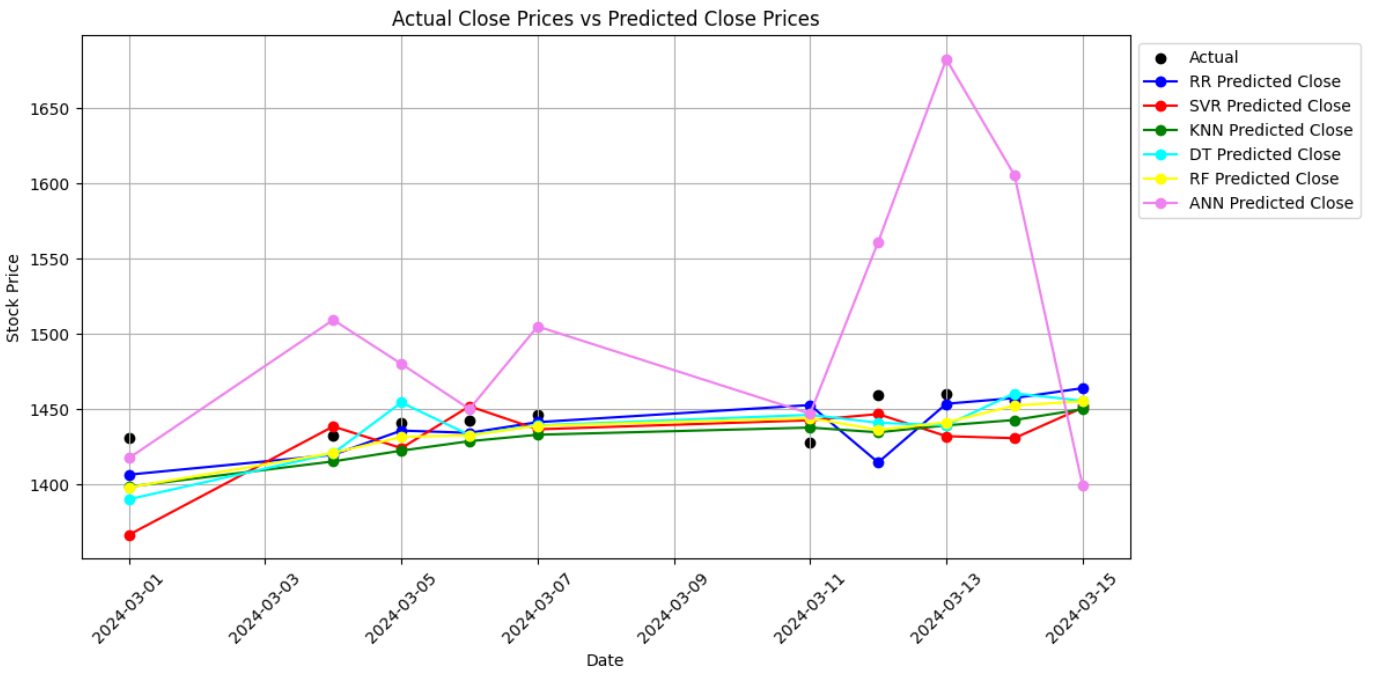 Actual Close Prices vs Predicted Close Prices
Actual
RR Predicted Close
SVR Predicted Close
KNN Predicted Close
DT Predicted Close
RF Predicted Close
ANN Predicted Close
Stock Price
1650
1600
1550
1500
1450
1400
2024-03-01
2024-03-03
2024-03-05
2024-03-07
2024-03-09
2024-03-11
2024-03-13
2024-03-15
Date